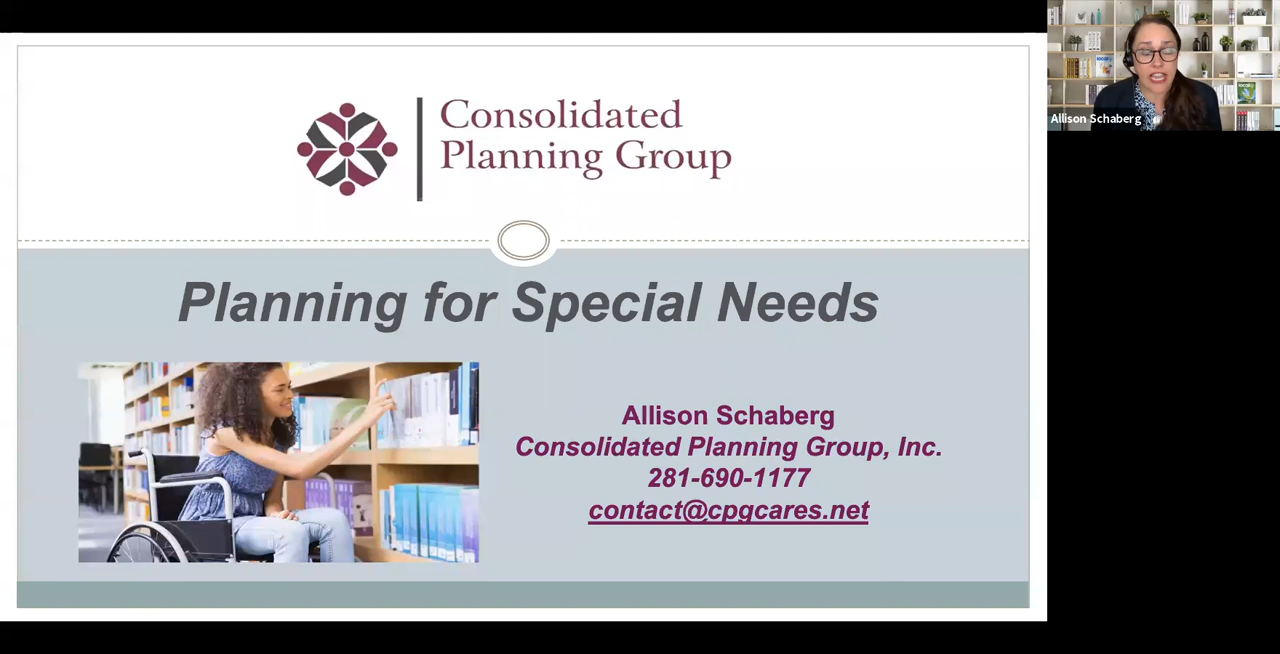 Consolidated
Planning Group
Allison Schaberg
Planning for Special Needs
Allison Schaberg
Consolidated Planning Group, Inc.
281-690-1177
contact@cpgcares.net